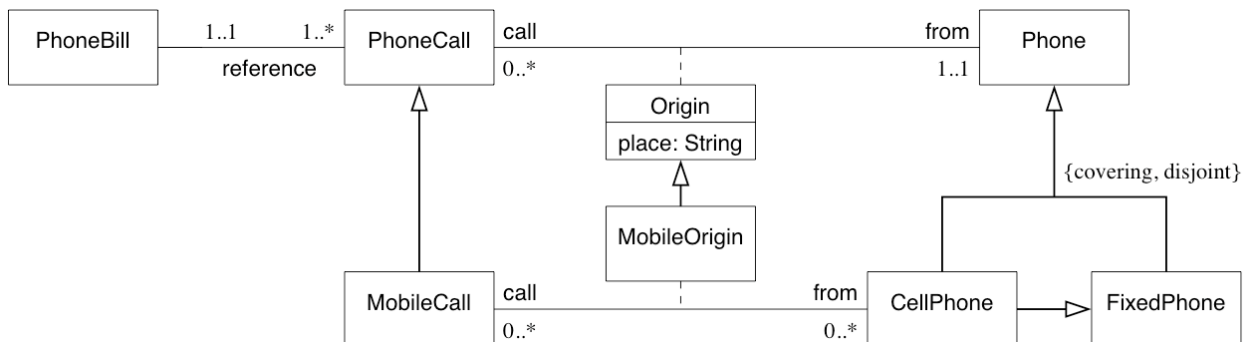 PhoneBill
1..1
1..*
reference
PhoneCall
call
0..*
from
1..1
Phone
Origin
place: String
{covering, disjoint}
MobileOrigin
MobileCall
call
0..*
from
0..*
CellPhone
FixedPhone